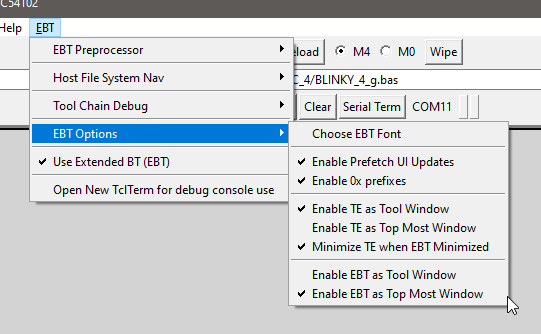 C54102
Help EBT
load M4 M0 Wipe
C_4/BLINKY_4_g.bas
Clear Serial Term COM11
EBT Preprocessor
Host File System Nav
Tool Chain Debug
EBT Options
Use Extended BT (EBT)
Open New TclTerm for debug console use
Choose EBT Font
Enable Prefetch UI Updates
Enable 0x prefixes
Enable TE as Tool Window
Enable TE as Top Most Window
Minimize TE when EBT Minimized
Enable EBT as Tool Window
Enable EBT as Top Most Window